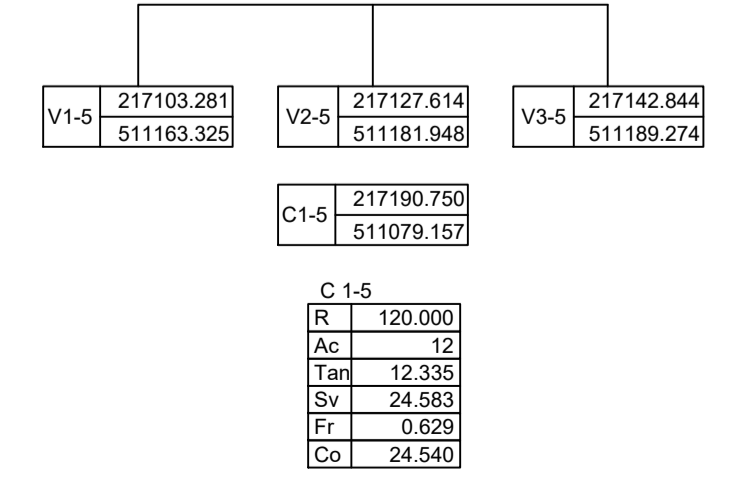 V1-5 217103.281 511163.325
V2-5 217127.614 511181.948
V3-5 217142.844 511189.274
C1-5 217190.750 511079.157
C 1-5
R 120.000
Ac 12
Tan 12.335
Sv 24.583
Fr 0.629
Co 24.540